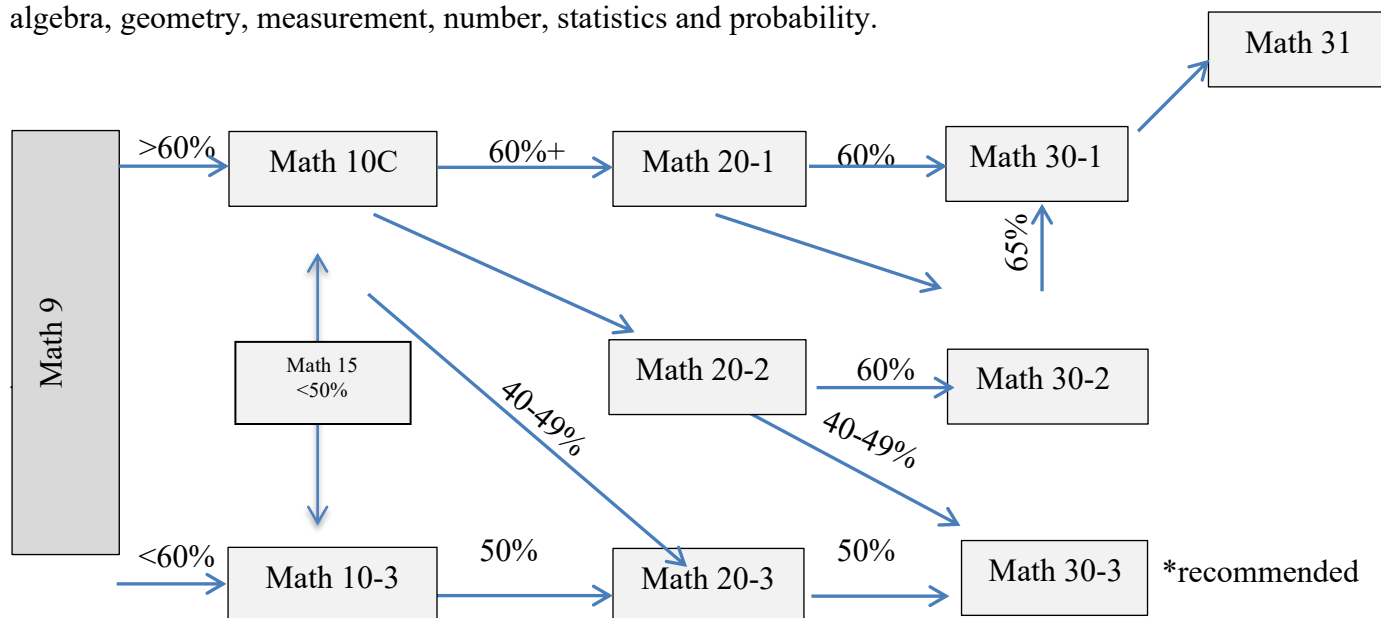 algebra, geometry, measurement, number, statistics and probability.
Math 31
>60%
Math 10C
60%+
Math 20-1
60%
Math 30-1
65%
Math 9
Math 15
<50%
Math 20-2
60%
Math 30-2
40-49%
40-49%
<60%
Math 10-3
50%
Math 20-3
50%
Math 30-3
*recommended